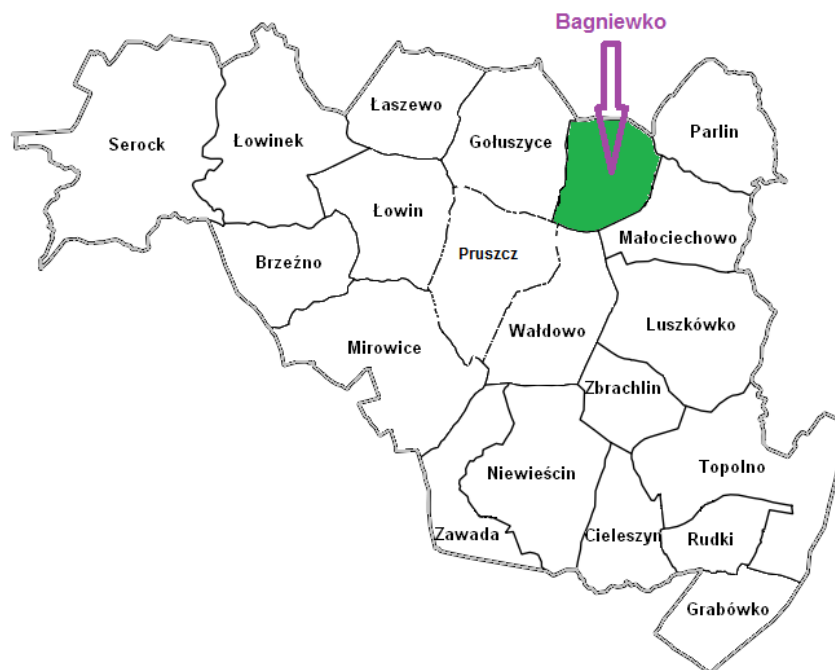 Bagniewko
Łaszewo
Parlin
Serock
Łowinek
Gołuszyce
Łowin
Małociechowo
Brzeźno
Pruszcz
Luszkówko
Wałdowo
Mirowice
Zbrachlin
Niewieścin
Topolno
Zawada
Cieleszyn
Rudki
Grabówko